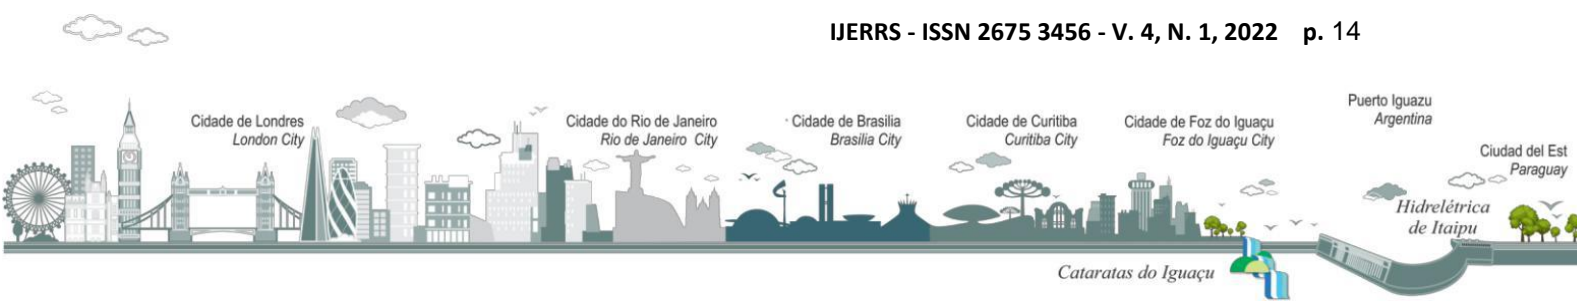 IJERRS - ISSN 2675 3456 - V. 4, N. 1, 2022 p. 14
Cidade de Londres
London City
Cidade do Rio de Janeiro
Rio de Janeiro City
Cidade de Brasilia
Brasilia City
Cidade de Curitiba
Curitiba City
Cidade de Foz do Iguaçu
Foz do Iguaçu City
Puerto Iguazu
Argentina
Ciudad del Est
Paraguay
Hidrelétrica
de Itaipu
Cataratas do Iguaçu